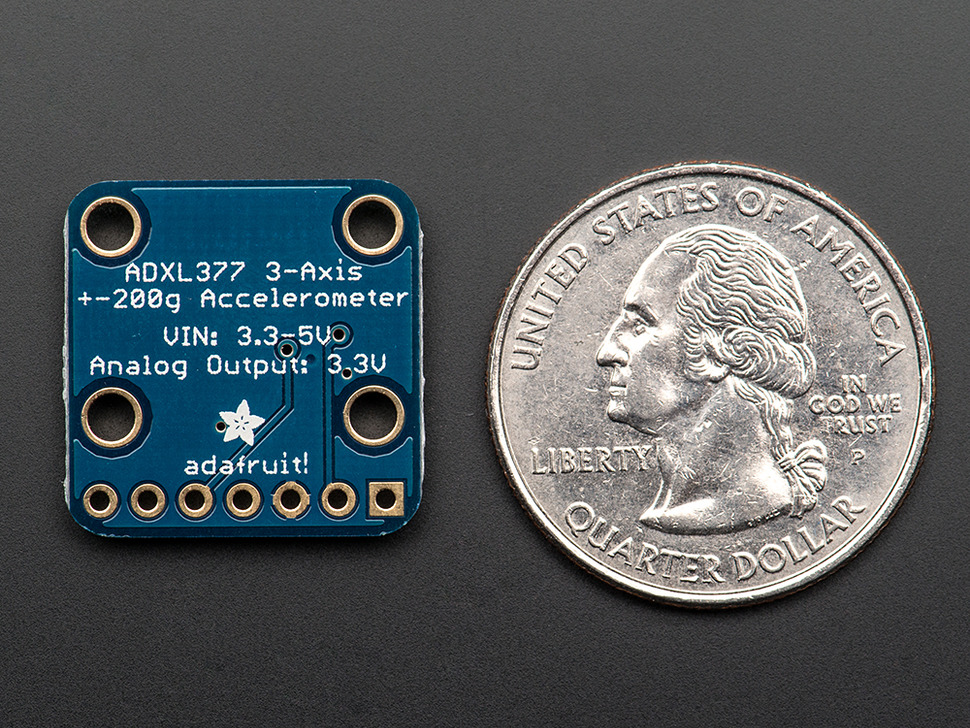 ADXL377 3-Axis
+-200g Accelerometer
VIN: 3.3-5V
Analog Output: 3.3V
adafruit!
UNITED STATES OF AMERICA
IN
GOD WE
TRUST
LIBERTY
P
QUARTER DOLLAR